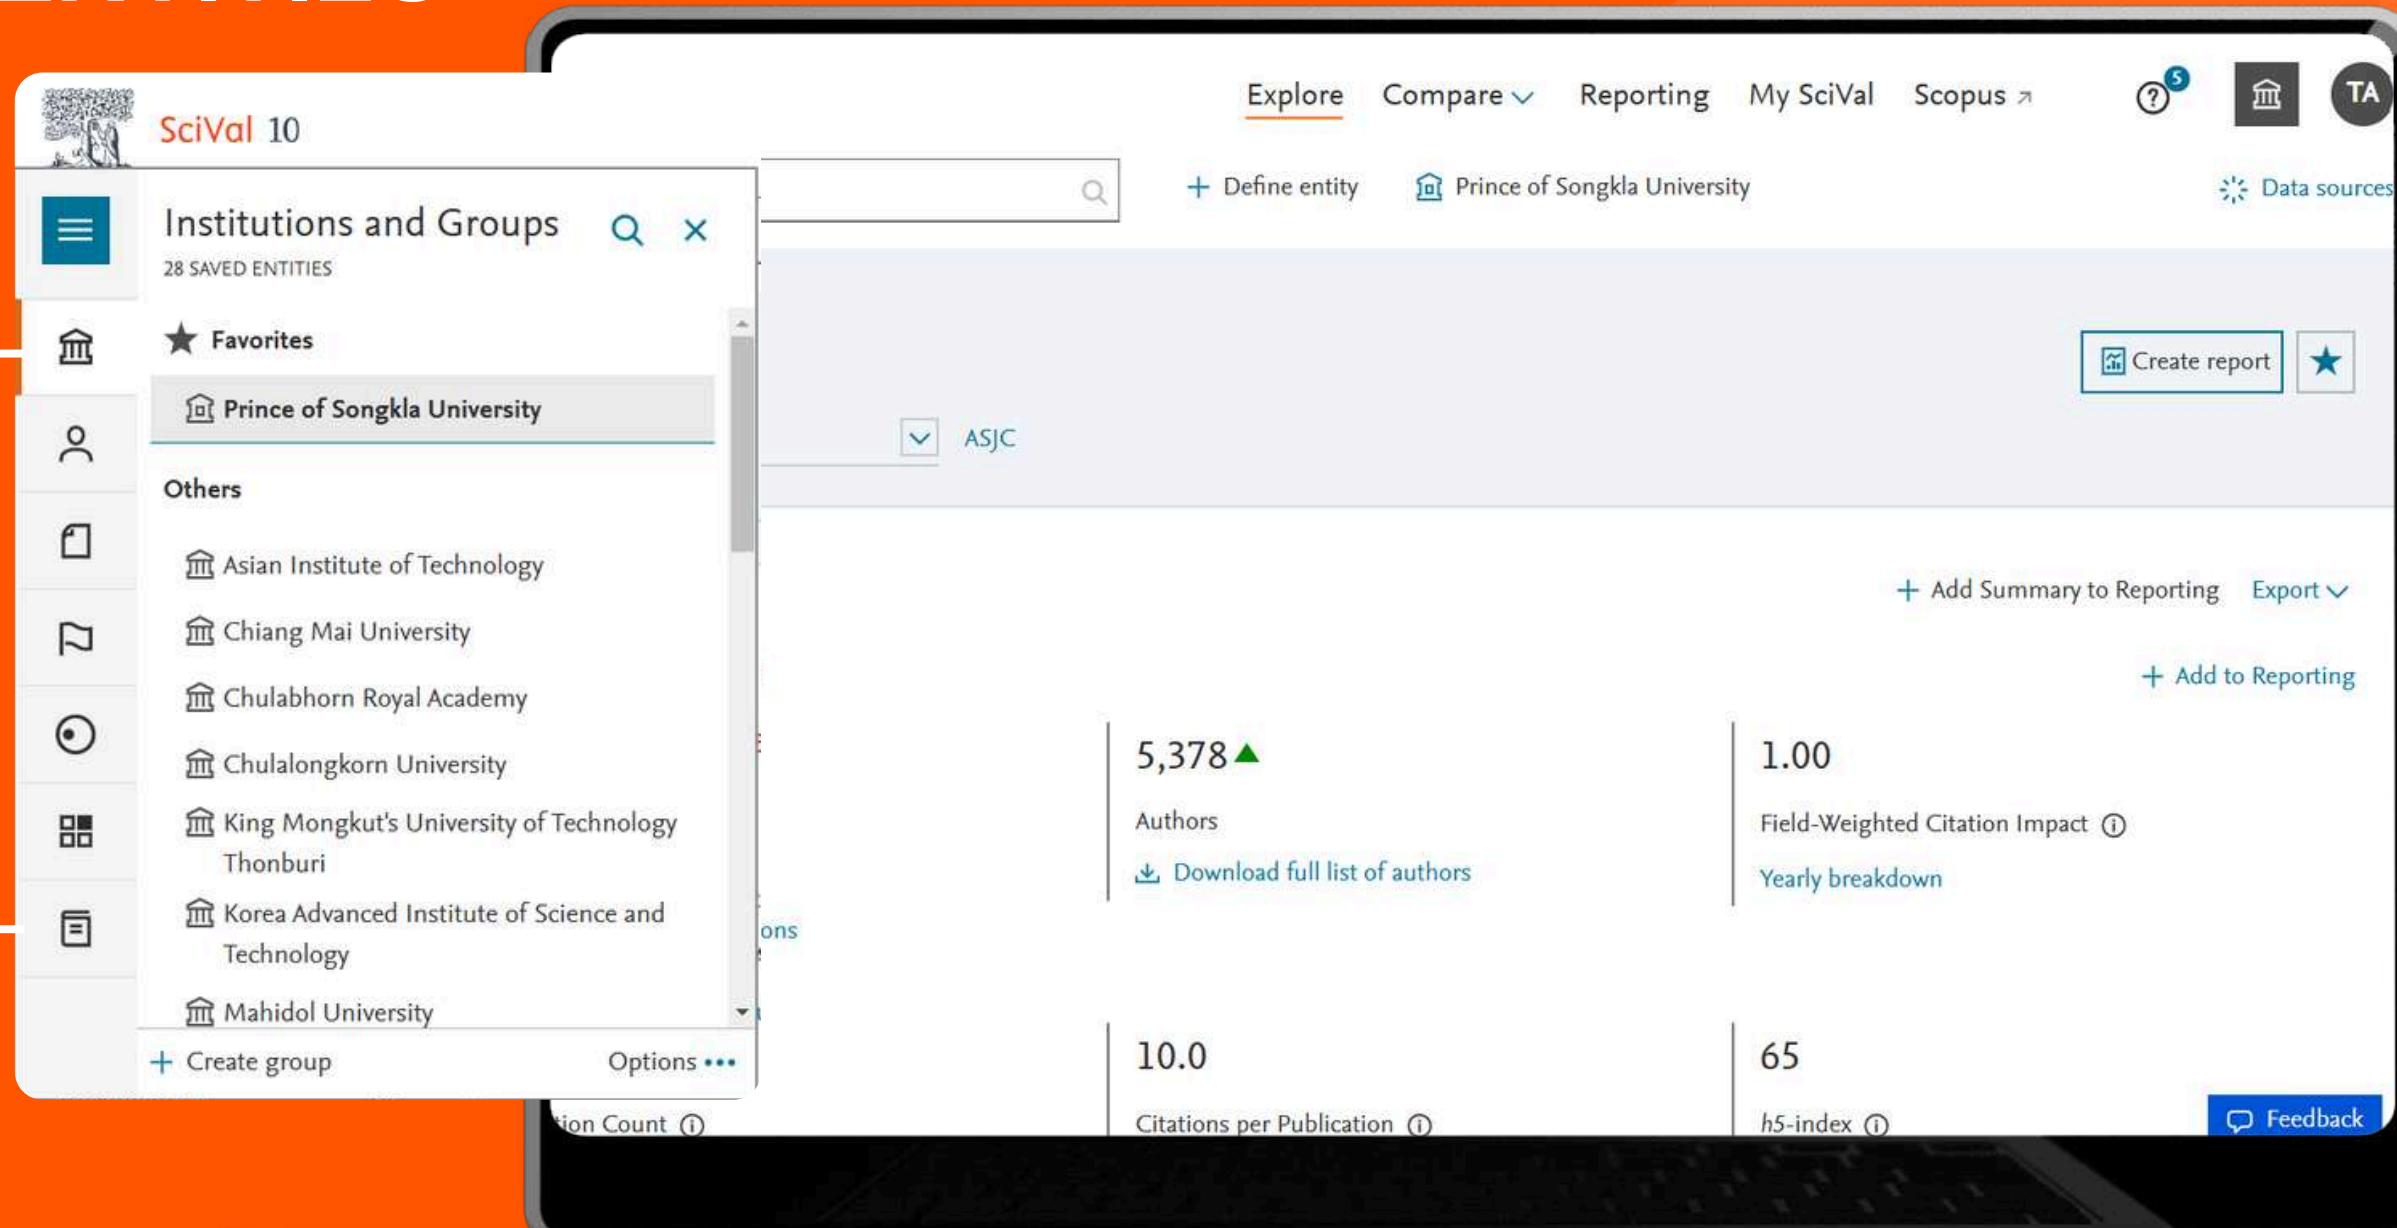 SciVal 10
Explore Compare Reporting My SciVal Scopus
5
TA
Define entity Prince of Songkla University Data sources
Institutions and Groups
28 SAVED ENTITIES
Favorites
Prince of Songkla University
Others
Asian Institute of Technology
Chiang Mai University
Chulabhorn Royal Academy
Chulalongkorn University
King Mongkut's University of Technology
Thonburi
Korea Advanced Institute of Science and
Technology
Mahidol University
+ Create group Options •••
Create report
ASJC
+ Add Summary to Reporting Export
+ Add to Reporting
5,378
Authors
Download full list of authors
1.00
Field-Weighted Citation Impact
Yearly breakdown
ons
10.0
Citations per Publication
65
h5-index
tion Count
Feedback